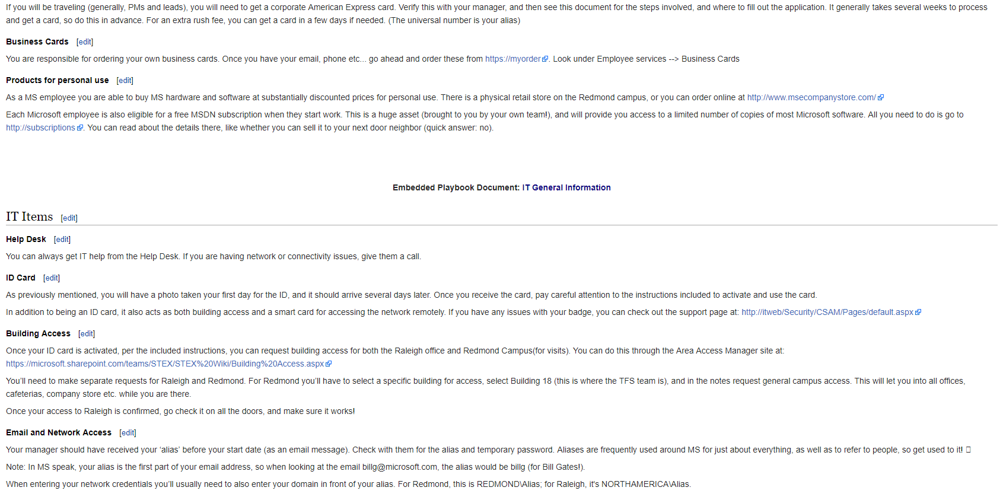 If you will be traveling (generally, PMs and leads), you will need to get a corporate American Express card. Verify this with your manager, and then see this document for the steps involved, and where to fill out the application. It generally takes several weeks to process
and get a card, so do this in advance. For an extra rush fee, you can get a card in a few days if needed. (The universal number is your alias)
Business Cards [edit]
You are responsible for ordering your own business cards. Once you have your email, phone etc... go ahead and order these from https://myorder. Look under Employee services --> Business Cards
Products for personal use [edit]
As a MS employee you are able to buy MS hardware and software at substantially discounted prices for personal use. There is a physical retail store on the Redmond campus, or you can order online at http://www.msecompanystore.com/
Each Microsoft employee is also eligible for a free MSDN subscription when they start work. This is a huge asset (brought to you by your own team!), and will provide you access to a limited number of copies of most Microsoft software. All you need to do is go to
http://subscriptions. You can read about the details there, like whether you can sell it to your next door neighbor (quick answer: no).
Embedded Playbook Document: IT General Information
IT Items [edit]
Help Desk [edit]
You can always get IT help from the Help Desk. If you are having network or connectivity issues, give them a call.
ID Card [edit]
As previously mentioned, you will have a photo taken your first day for the ID, and it should arrive several days later. Once you receive the card, pay careful attention to the instructions included to activate and use the card.
In addition to being an ID card, it also acts as both building access and a smart card for accessing the network remotely. If you have any issues with your badge, you can check out the support page at: http://itweb/Security/CSAM/Pages/default.aspx
Building Access [edit]
Once your ID card is activated, per the included instructions, you can request building access for both the Raleigh office and Redmond Campus(for visits). You can do this through the Area Access Manager site at:
https://microsoft.sharepoint.com/teams/STEX/STEX%20Wiki/Building%20Access.aspx
You’ll need to make separate requests for Raleigh and Redmond. For Redmond you’ll have to select a specific building for access, select Building 18 (this is where the TFS team is), and in the notes request general campus access. This will let you into all offices,
cafeterias, company store etc. while you are there.
Once your access to Raleigh is confirmed, go check it on all the doors, and make sure it works!
Email and Network Access [edit]
Your manager should have received your ‘alias’ before your start date (as an email message). Check with them for the alias and temporary password. Aliases are frequently used around MS for just about everything, as well as to refer to people, so get used to it!
Note: In MS speak, your alias is the first part of your email address, so when looking at the email billg@microsoft.com, the alias would be billg (for Bill Gates!).
When entering your network credentials you’ll usually need to also enter your domain in front of your alias. For Redmond, this is REDMOND\Alias; for Raleigh, it's NORTHAMERICA\Alias.